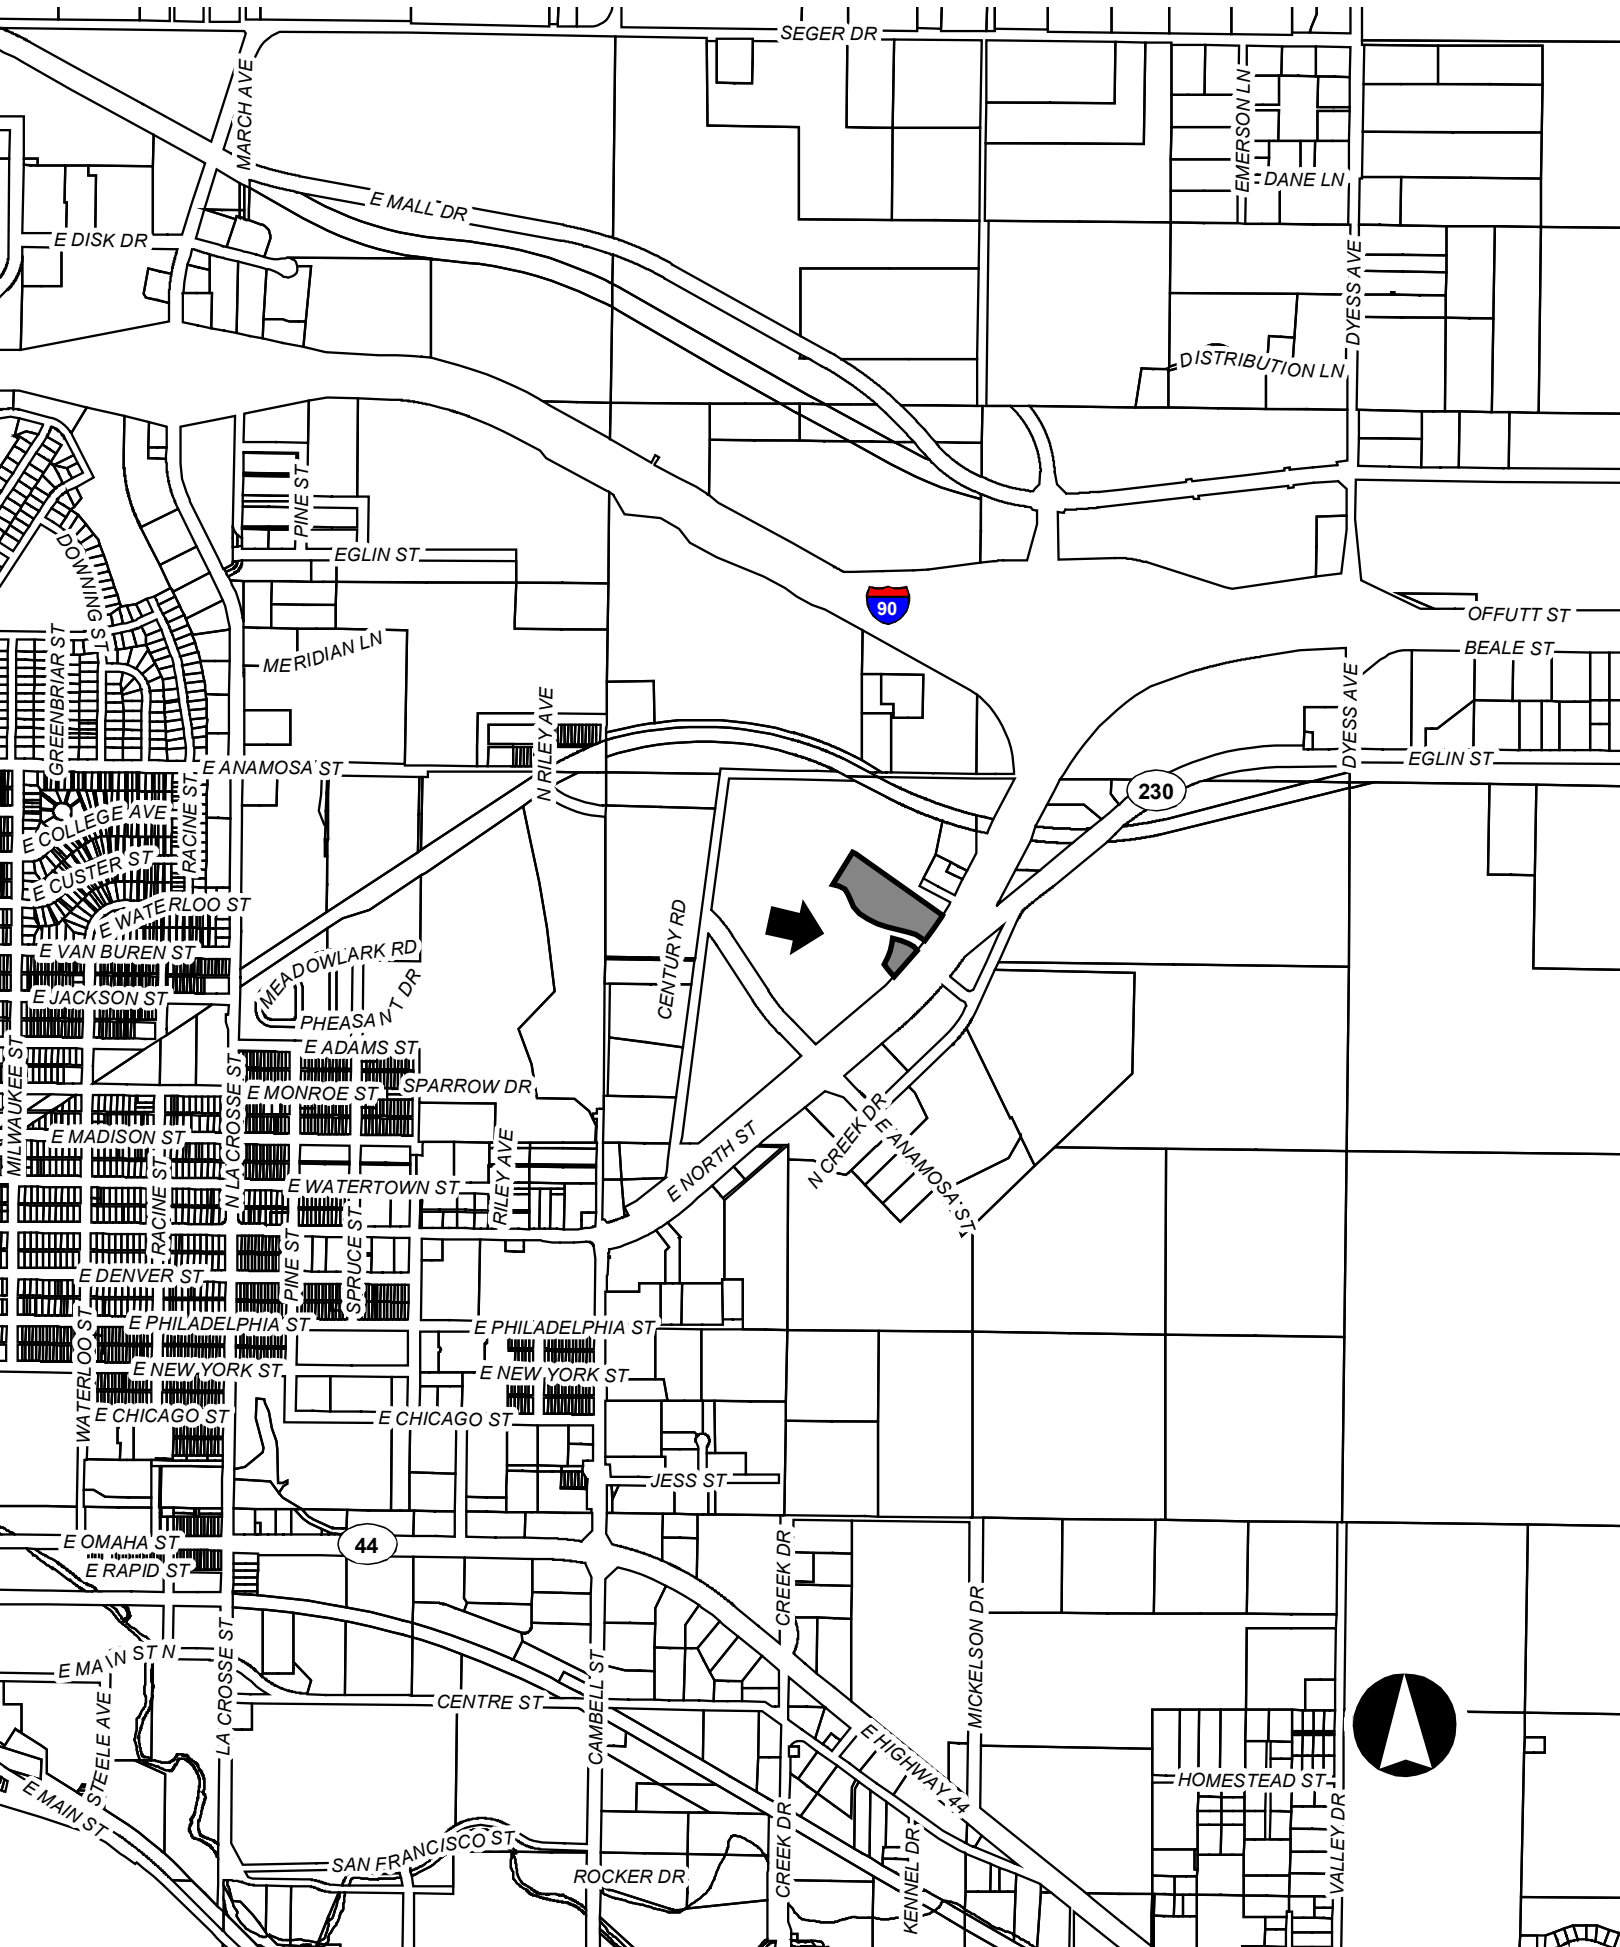 SEGER DR
MARCH AVE
EMERSON LN
DANE LN
E MALL DR
E DISK DR
DYESS AVE
DISTRIBUTION LN
PINE ST
EGLIN ST
DOWNING ST
90
OFFUTT ST
BEALE ST
GREENBRIAR ST
MERIDIAN LN
N RILEY AVE
DYESS AVE
E ANAMOSA ST
EGLIN ST
230
RACINE ST
E COLLEGE AVE
E CUSTER ST
E WATERLOO ST
CENTURY RD
E VAN BUREN ST
MEADOWLARK RD
E JACKSON ST
PHEASANT DR
E ADAMS ST
MILWAUKEE ST
N LA CROSSE ST
E MONROE ST
SPARROW DR
E MADISON ST
RILEY AVE
E NORTH ST
N CREEK DR
E ANAMOSA ST
RACINE ST
E WATERTOWN ST
PINE ST
SPRUCE ST
E DENVER ST
E PHILADELPHIA ST
E PHILADELPHIA ST
WATERLOO ST
E NEW YORK ST
E NEW YORK ST
E CHICAGO ST
E CHICAGO ST
JESS ST
E OMAHA ST
44
E RAPID ST
CREEK DR
MICKELSON DR
E MAIN ST N
LA CROSSE ST
STEELE AVE
CENTRE ST
CAMBELL ST
E HIGHWAY 44
E MAIN ST
HOMESTEAD ST
VALLEY DR
SAN FRANCISCO ST
ROCKER DR
CREEK DR
KENNEL DR